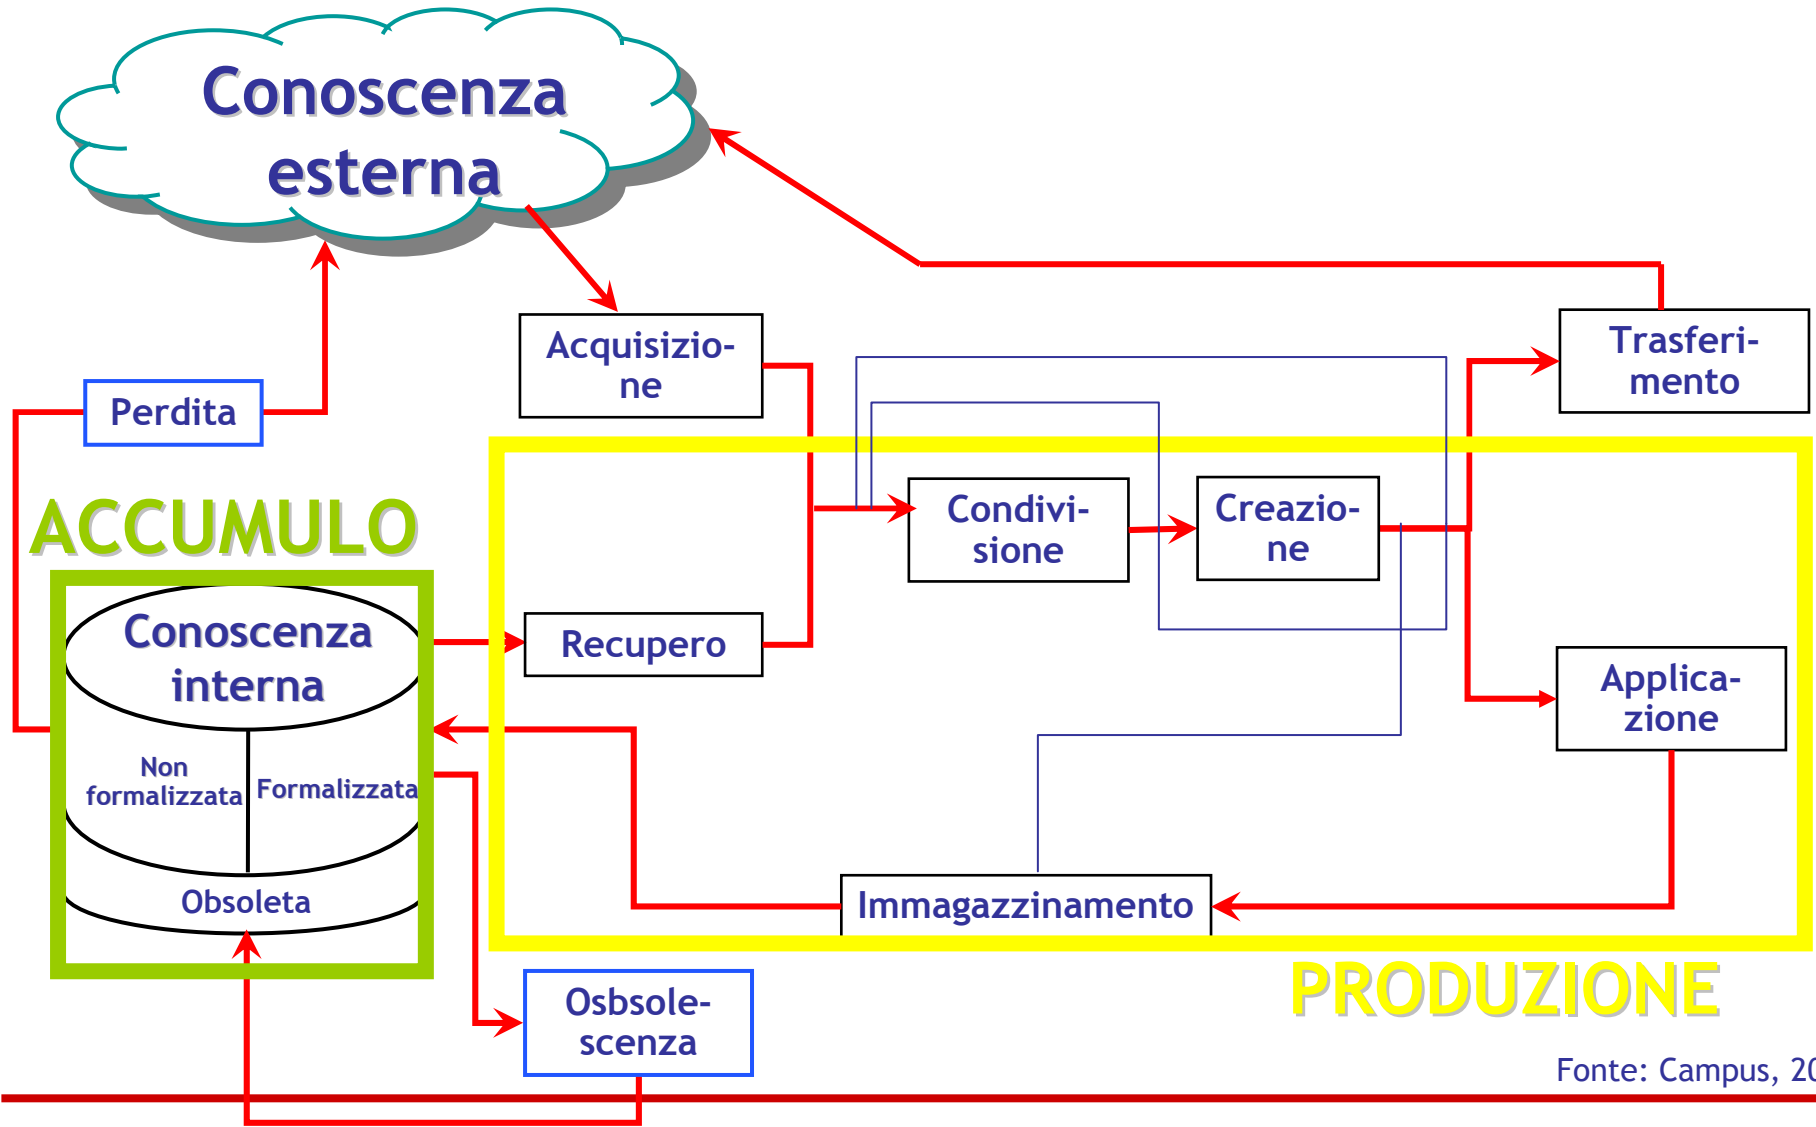 Conoscenza
esterna
Acquisizio-
ne
Trasferi-
mento
Perdita
ACCUMULO
Condivi-
sione
Creazio-
ne
Conoscenza
interna
Recupero
Applica-
zione
Non
formalizzata
Formalizzata
Obsoleta
Immagazzinamento
PRODUZIONE
Osbsole-
scenza
Fonte: Campus, 20